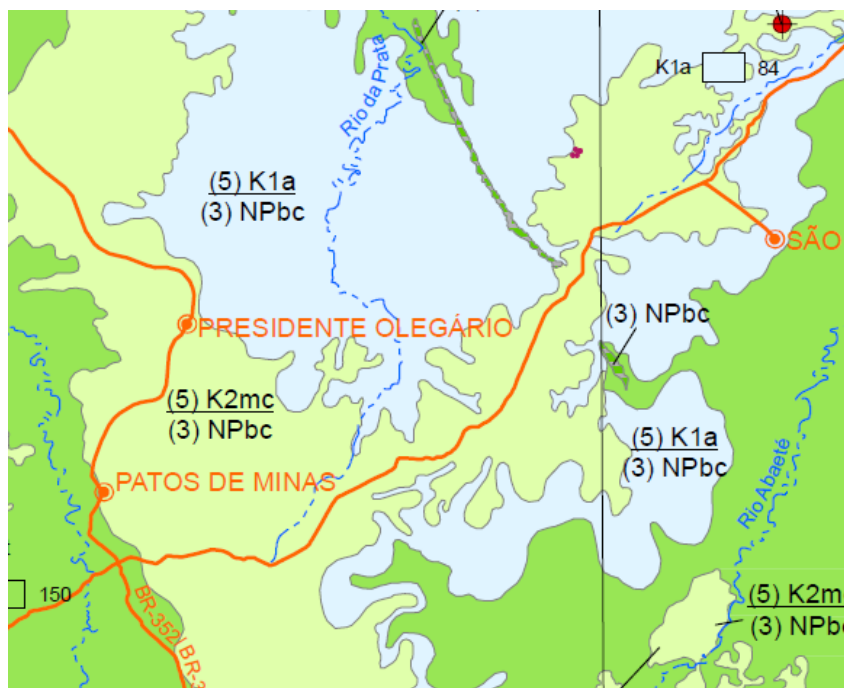 Rio da Prata
K1a
84
(5) K1a
(3) NPbc
SÃO
PRESIDENTE OLEGÁRIO
(3) NPbc
(5) K2mc
(3) NPbc
(5) K1a
(3) NPbc
PATOS DE MINAS
Rio Abaeté
150
BR-352
BR-3
(5) K2m
(3) NPb